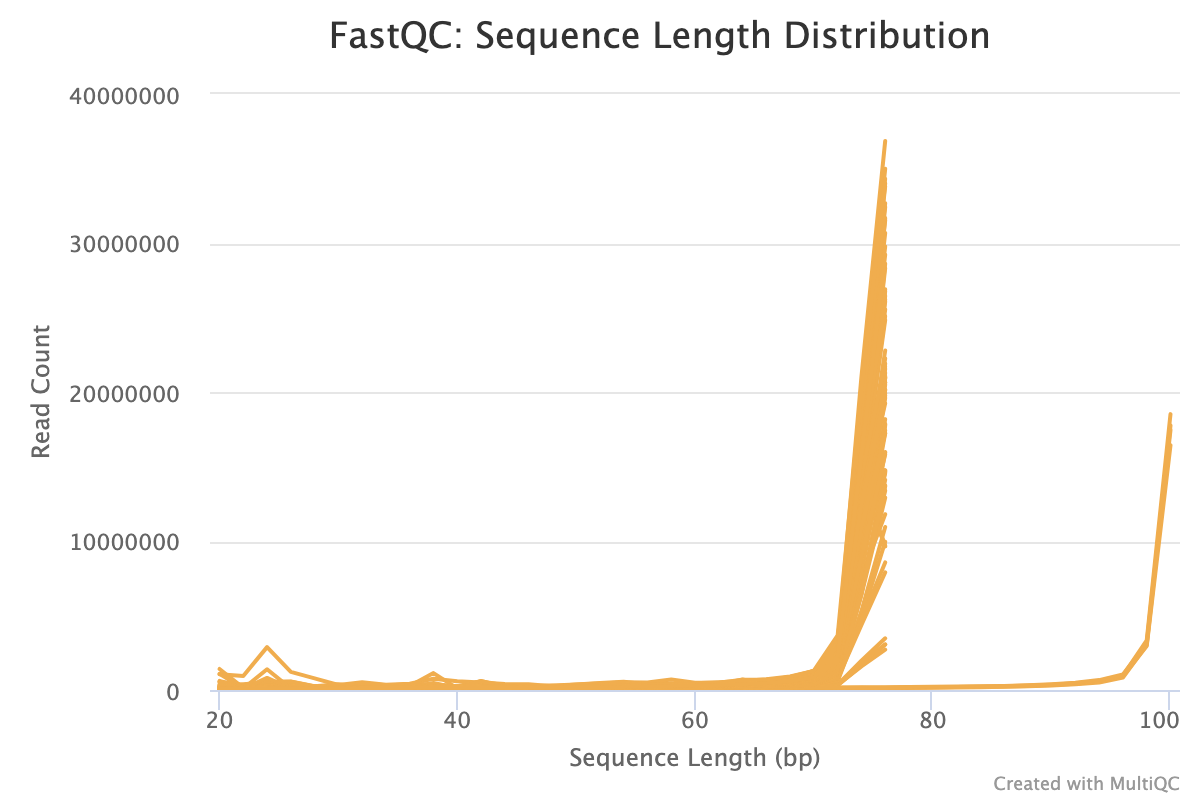 FastQC: Sequence Length Distribution
40000000
30000000
20000000
10000000
0
Read Count
20 40 60 80 100
Sequence Length (bp)
Created with MultiQC